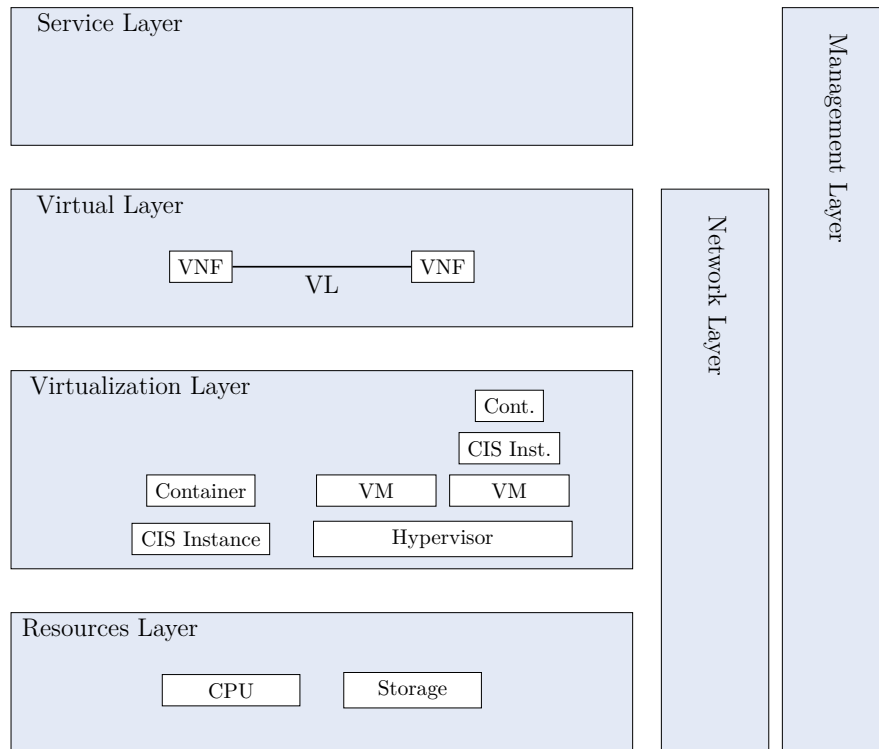 Service Layer
Virtual Layer
VNF
VNF
VL
Virtualization Layer
Cont.
CIS Inst.
Container
VM
VM
CIS Instance
Hypervisor
Resources Layer
CPU
Storage
Network Layer
Management Layer